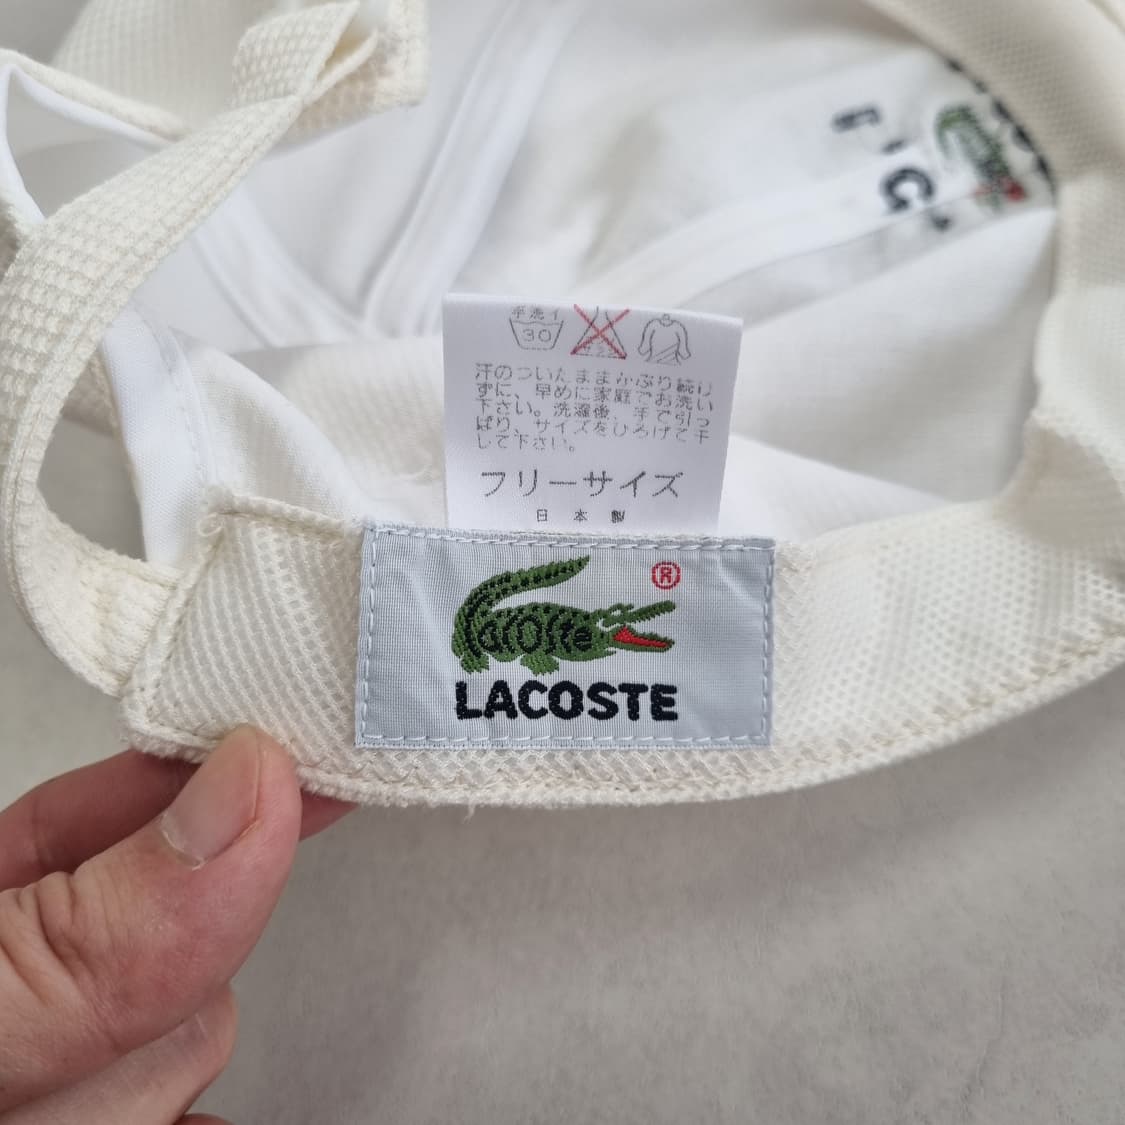 手洗イ
30
汗のついたままかぶり続け
ずに、早めに家庭でお洗い
下さい。洗濯後、手で引っ
ぱり、サイズをひろげて干
して下さい。
フリーサイズ
日本製
®
lacoste
LACOSTE